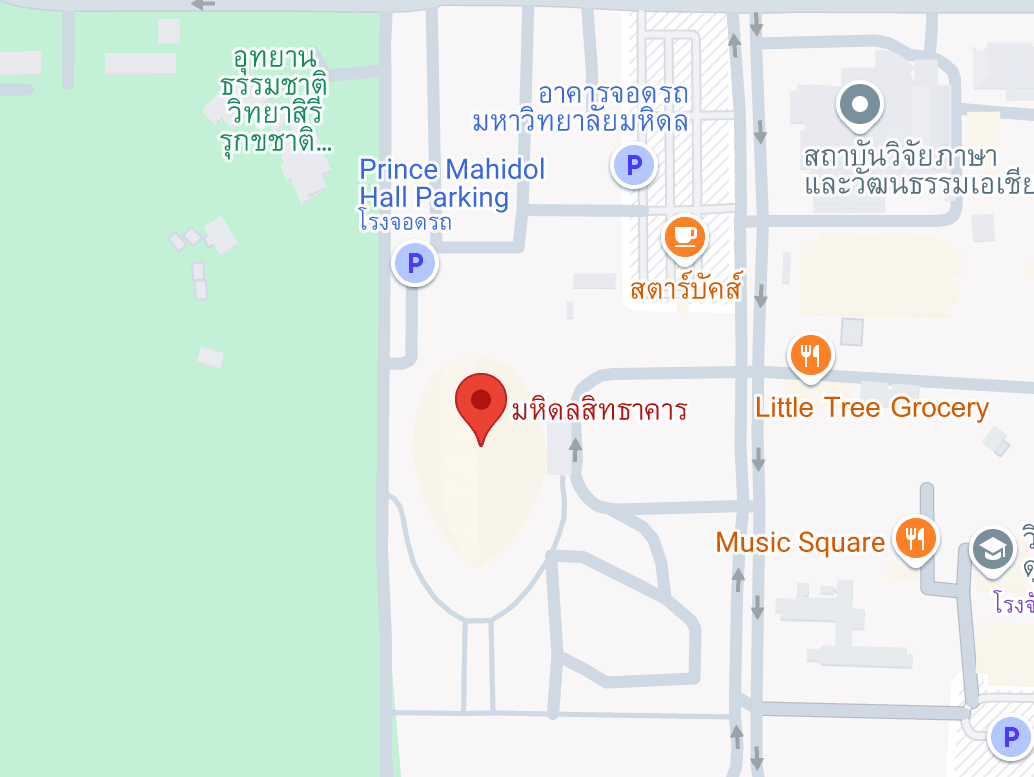 อุทยาน
ธรรมชาติ
วิทยาสิรี
รุกขชาติ...
อาคารจอดรถ
มหาวิทยาลัยมหิดล
P
Prince Mahidol
Hall Parking
โรงจอดรถ
P
สถาบันวิจัยภาษา
และวัฒนธรรมเอเชีย
สตาร์บัคส์
Little Tree Grocery
มหิดลสิทธาคาร
Music Square
โรงจั
P